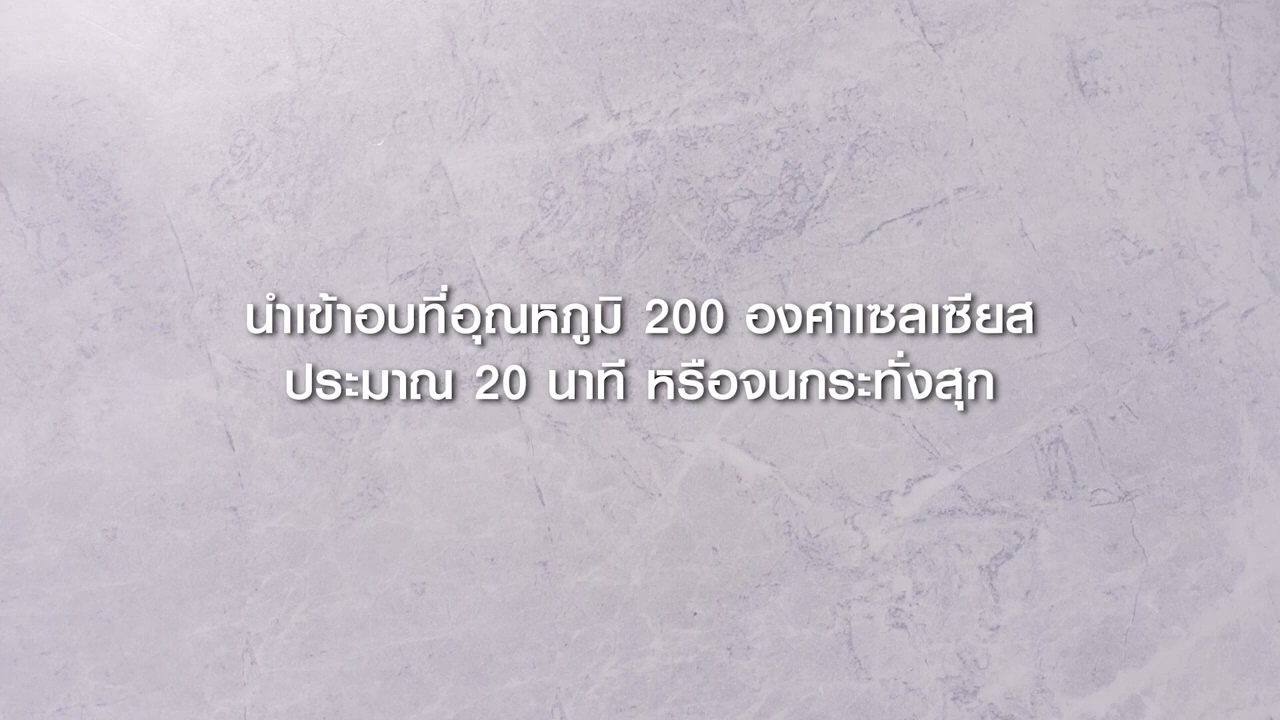 นำเข้าอบที่อุณหภูมิ 200 องศาเซลเซียส
ประมาณ 20 นาที หรือจนกระทั่งสุก